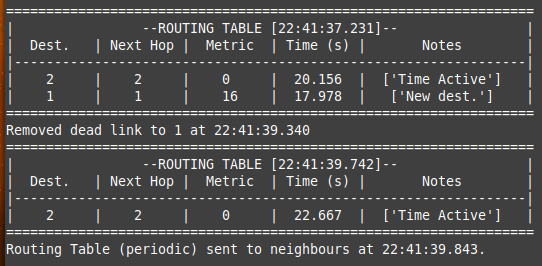 ==================================================================
|                --ROUTING TABLE [22:41:37.231]--                |
|  Dest.   | Next Hop |  Metric  | Time (s) |       Notes         |
|----------------------------------------------------------------|
|    2     |    2     |    0     |  20.156  |  ['Time Active']   |
|    1     |    1     |    16    |  17.978  |   ['New dest.']    |
==================================================================
Removed dead link to 1 at 22:41:39.340
==================================================================
|                --ROUTING TABLE [22:41:39.742]--                |
|  Dest.   | Next Hop |  Metric  | Time (s) |       Notes         |
|----------------------------------------------------------------|
|    2     |    2     |    0     |  22.667  |  ['Time Active']   |
==================================================================
Routing Table (periodic) sent to neighbours at 22:41:39.843.